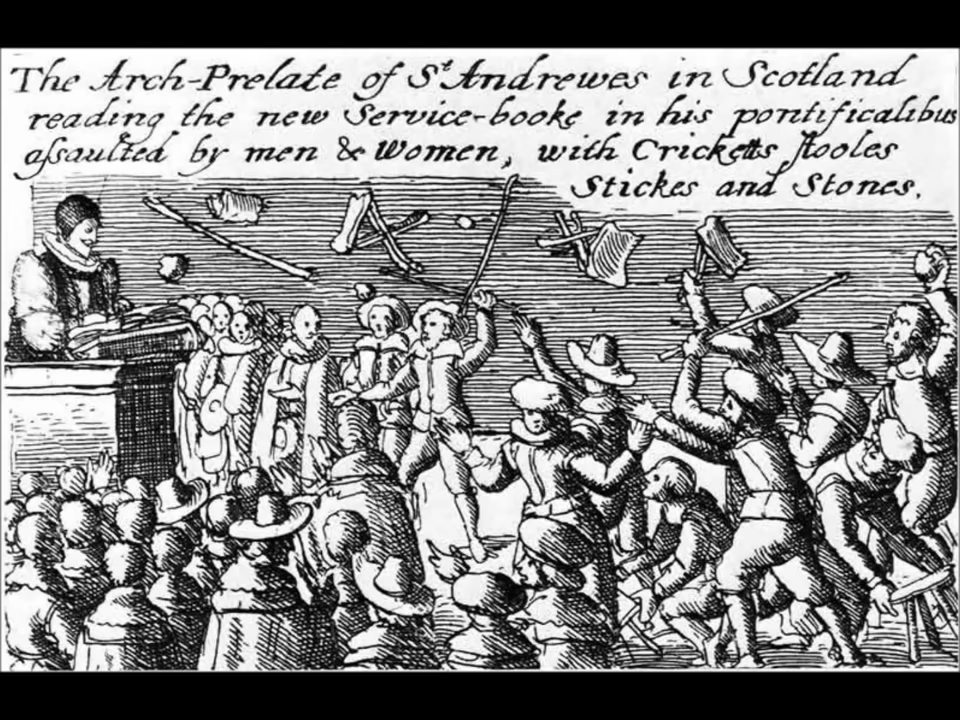 The Arch-Prelate of Sᵗ Andrewes in Scotland
reading the new Service-booke in his pontificalibus
aſsaulted by men & Women, with Cricketts ſtooles
Stickes and Stones.